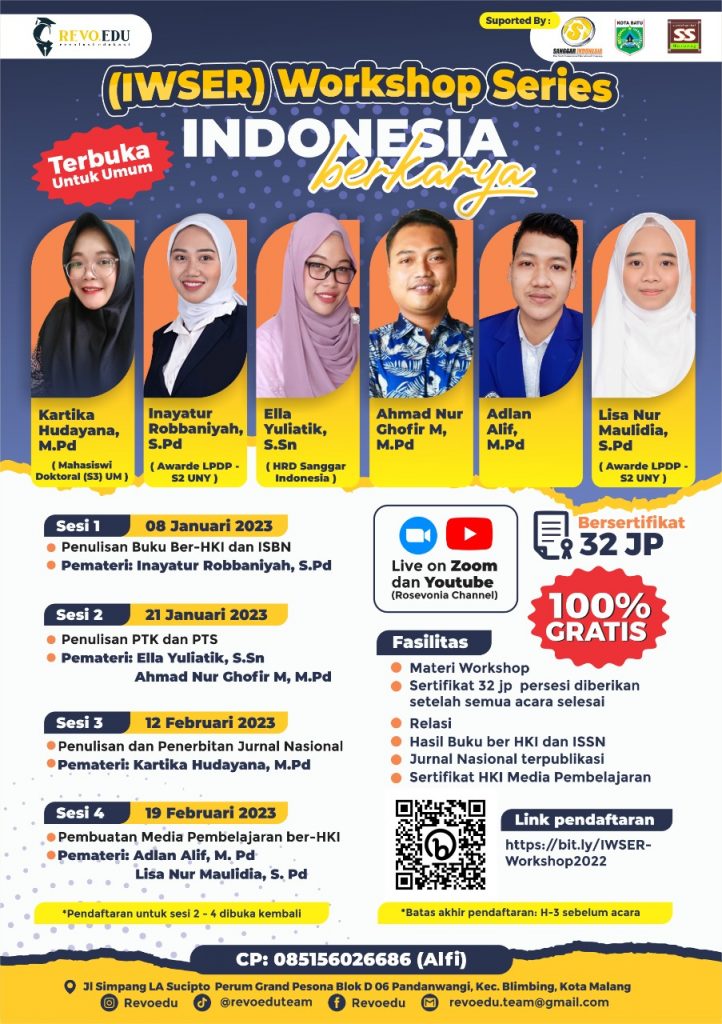 REVO EDU
revolusi edukasi
Suported By :
SANGGAR INDONESIA
KOTA BATU
SS
(IWSER) Workshop Series
INDONESIA
berkarya
Terbuka
Untuk Umum
Kartika
Hudayana,
M.Pd
( Mahasiswi
Doktoral (S3) UM )
Inayatur
Robbaniyah,
S.Pd
( Awarde LPDP -
S2 UNY )
Ella
Yuliatik,
S.Sn
( HRD Sanggar
Indonesia )
Ahmad Nur
Ghofir M,
M.Pd
Adlan
Alif,
M.Pd
Lisa Nur
Maulidia,
S.Pd
( Awarde LPDP -
S2 UNY )
Sesi 1 08 Januari 2023
Penulisan Buku Ber-HKI dan ISBN
Pemateri: Inayatur Robbaniyah, S.Pd
Sesi 2 21 Januari 2023
Penulisan PTK dan PTS
Pemateri: Ella Yuliatik, S.Sn
Ahmad Nur Ghofir M, M.Pd
Sesi 3 12 Februari 2023
Penulisan dan Penerbitan Jurnal Nasional
Pemateri: Kartika Hudayana, M.Pd
Sesi 4 19 Februari 2023
Pembuatan Media Pembelajaran ber-HKI
Pemateri: Adlan Alif, M. Pd
Lisa Nur Maulidia, S. Pd
*Pendaftaran untuk sesi 2 - 4 dibuka kembali
Live on Zoom
dan Youtube
(Rosevonia Channel)
Bersertifikat
32 JP
100%
GRATIS
Fasilitas
Materi Workshop
Sertifikat 32 jp persesi diberikan
setelah semua acara selesai
Relasi
Hasil Buku ber HKI dan ISSN
Jurnal Nasional terpublikasi
Sertifikat HKI Media Pembelajaran
Link pendaftaran
https://bit.ly/IWSER-
Workshop2022
*Batas akhir pendaftaran: H-3 sebelum acara
CP: 085156026686 (Alfi)
Jl Simpang LA Sucipto Perum Grand Pesona Blok D 06 Pandanwangi, Kec. Blimbing, Kota Malang
Revoedu @revoeduteam Revoedu revoedu.team@gmail.com